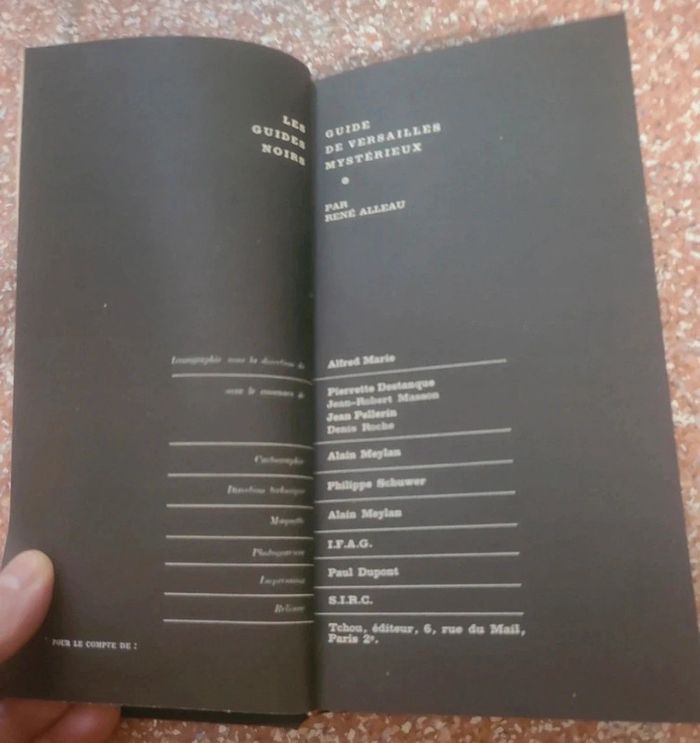 LES
GUIDES
NOIRS
GUIDE
DE VERSAILLES
MYSTÉRIEUX
PAR
RENÉ ALLEAU
Iconographie sous la direction de
Alfred Marie
avec le concours de
Pierrette Destanque
Jean-Robert Masson
Jean Pellerin
Denis Roche
Cartographie
Alain Meylan
Direction technique
Philippe Schuwer
Maquette
Alain Meylan
Photogravure
I.F.A.G.
Impression
Paul Dupont
Reliure
S.I.R.C.
POUR LE COMPTE DE :
Tchou, éditeur, 6, rue du Mail,
Paris 2e.